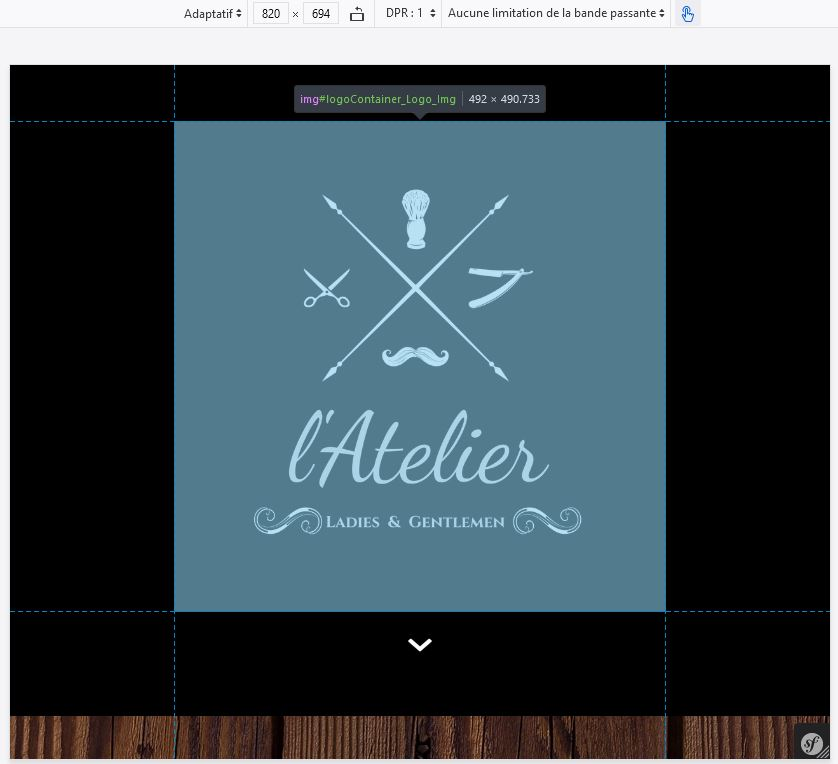 Adaptatif 820 × 694 DPR : 1 Aucune limitation de la bande passante
img#logoContainer_Logo_Img 492 × 490.733
l'Atelier
Ladies & Gentlemen
sf